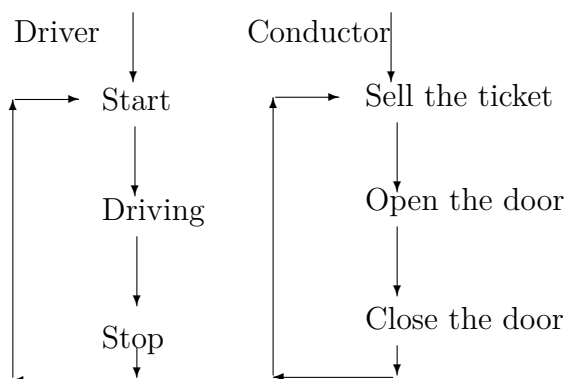 Driver
Start
Driving
Stop
Conductor
Sell the ticket
Open the door
Close the door